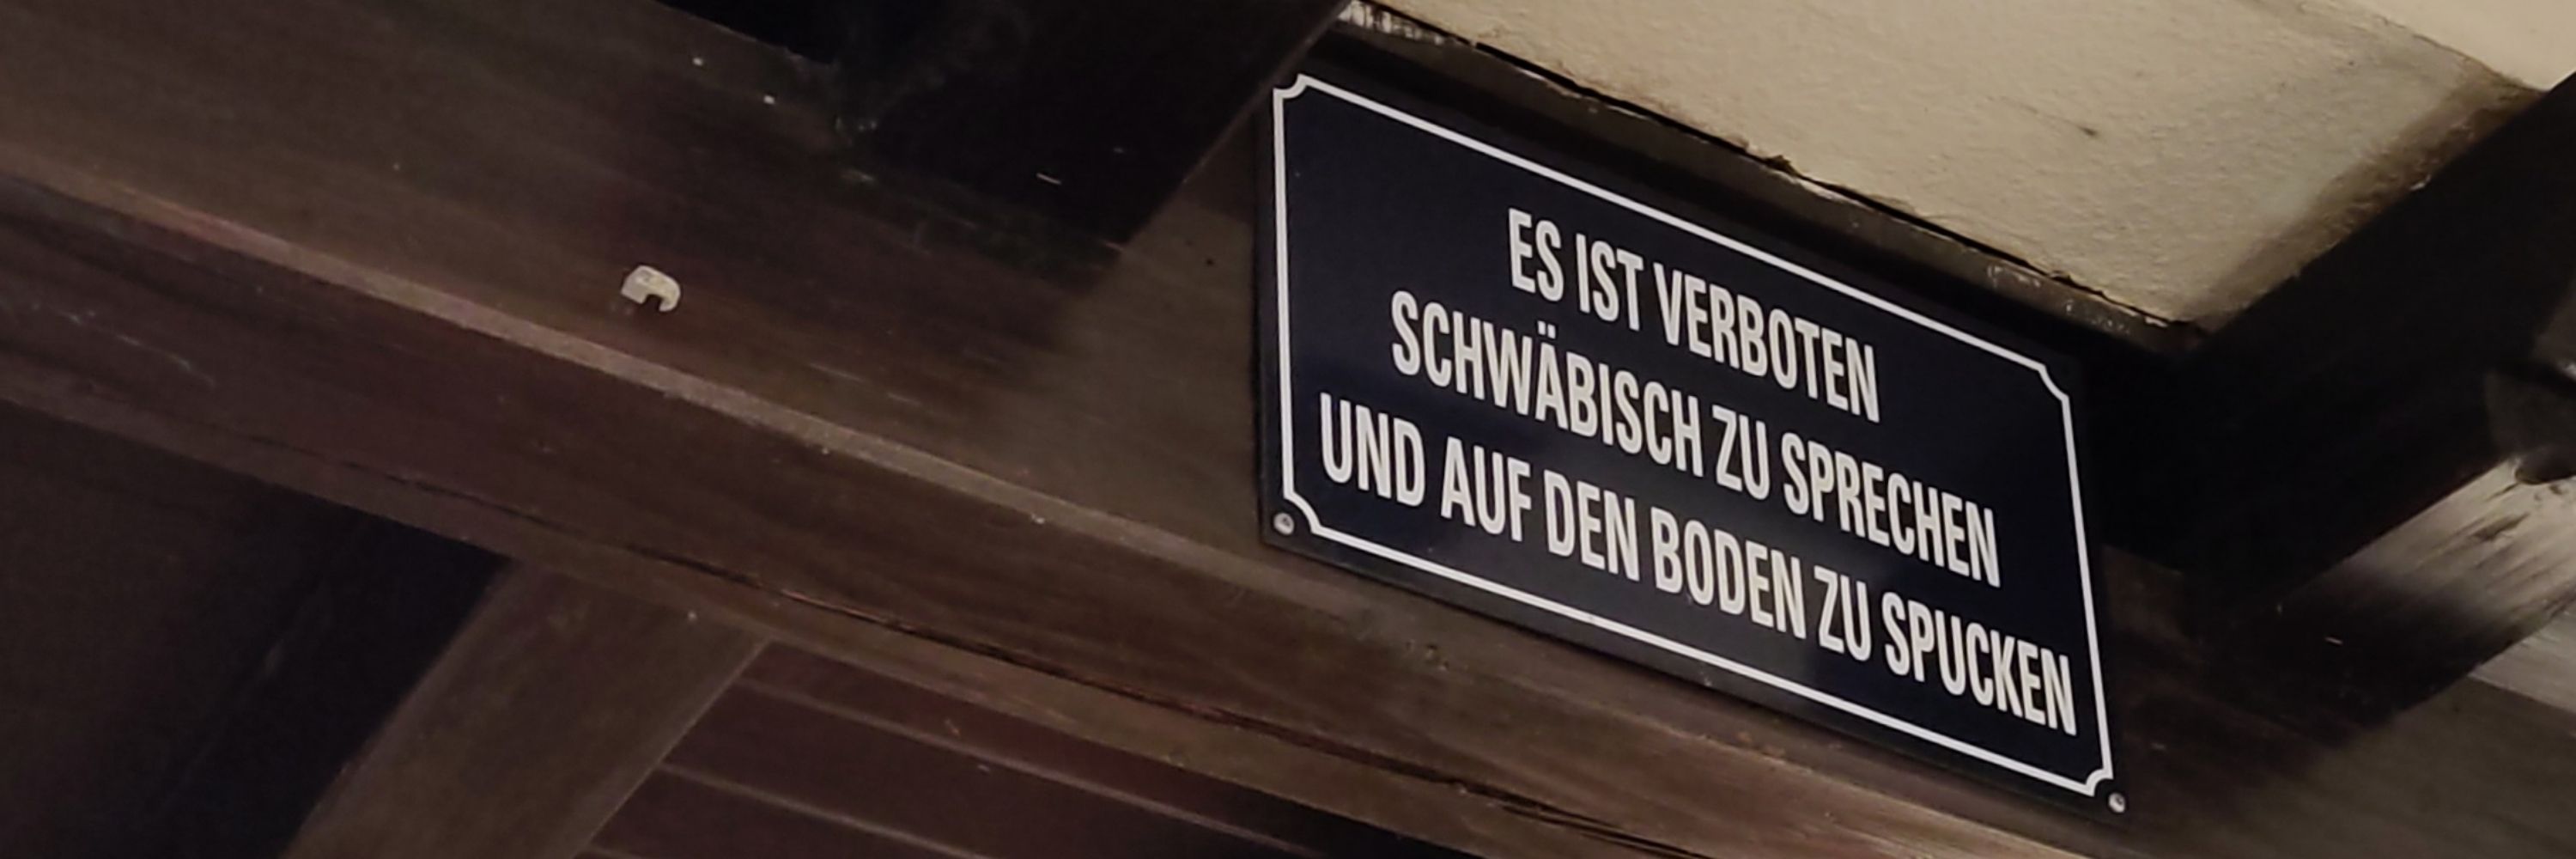 ES IST VERBOTEN
SCHWÄBISCH ZU SPRECHEN
UND AUF DEN BODEN ZU SPUCKEN